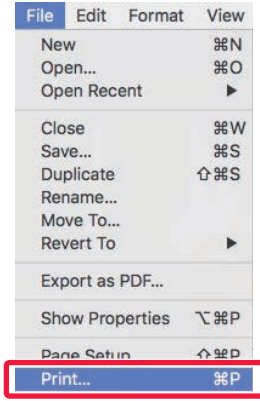 File Edit Format View
New ⌘N
Open... ⌘O
Open Recent ▶
Close ⌘W
Save... ⌘S
Duplicate ⇧⌘S
Rename...
Move To...
Revert To ▶
Export as PDF...
Show Properties ⌥⌘P
Page Setup ⇧⌘P
Print... ⌘P